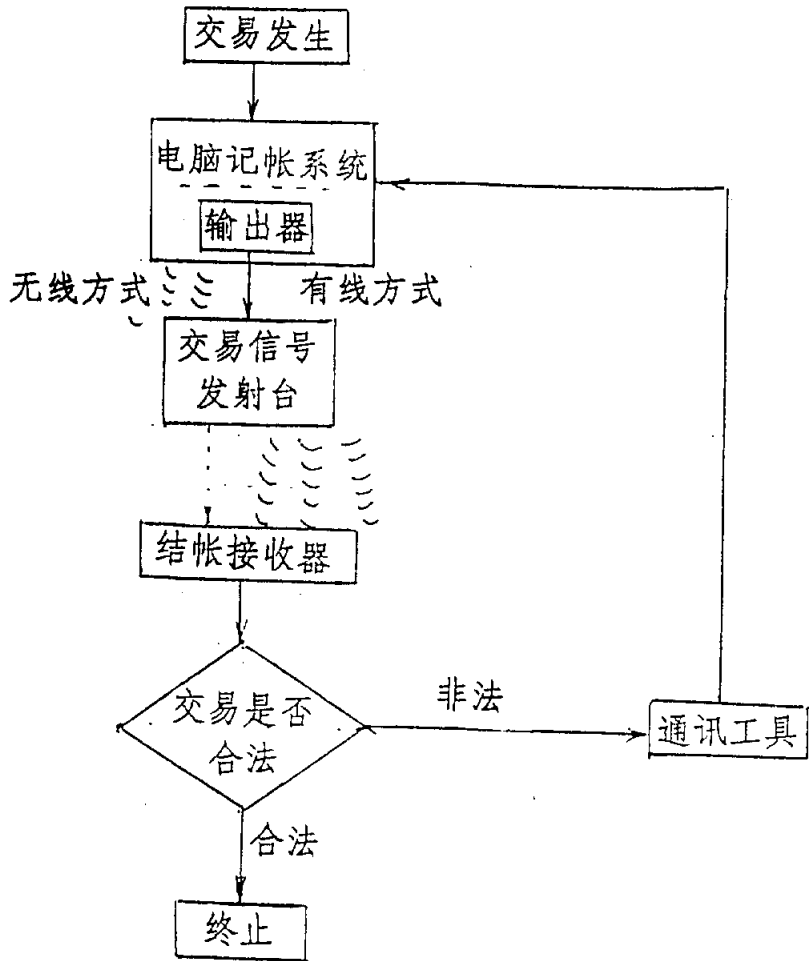 交易发生
电脑记帐系统
输出器
无线方式
有线方式
交易信号
发射台
结帐接收器
交易是否
合法
非法
通讯工具
合法
终止